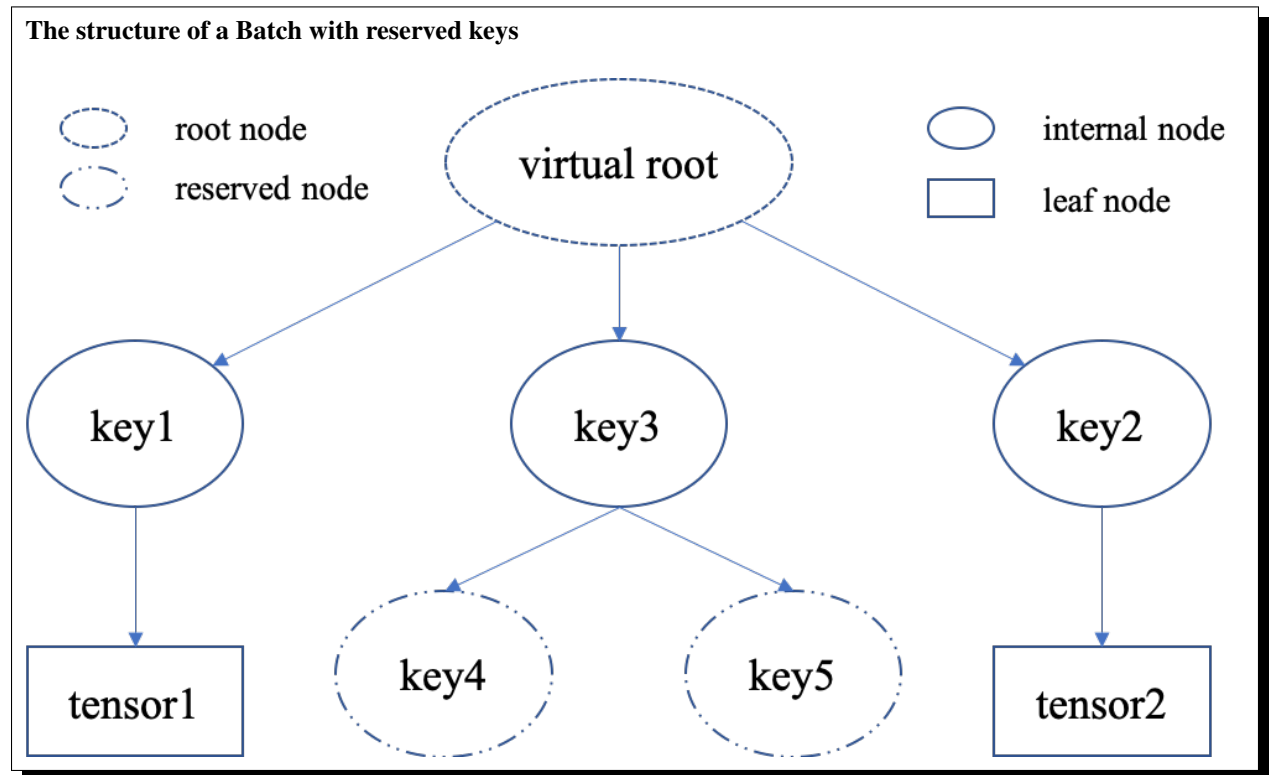 The structure of a Batch with reserved keys
root node
reserved node
virtual root
internal node
leaf node
key1
key3
key2
tensor1
key4
key5
tensor2